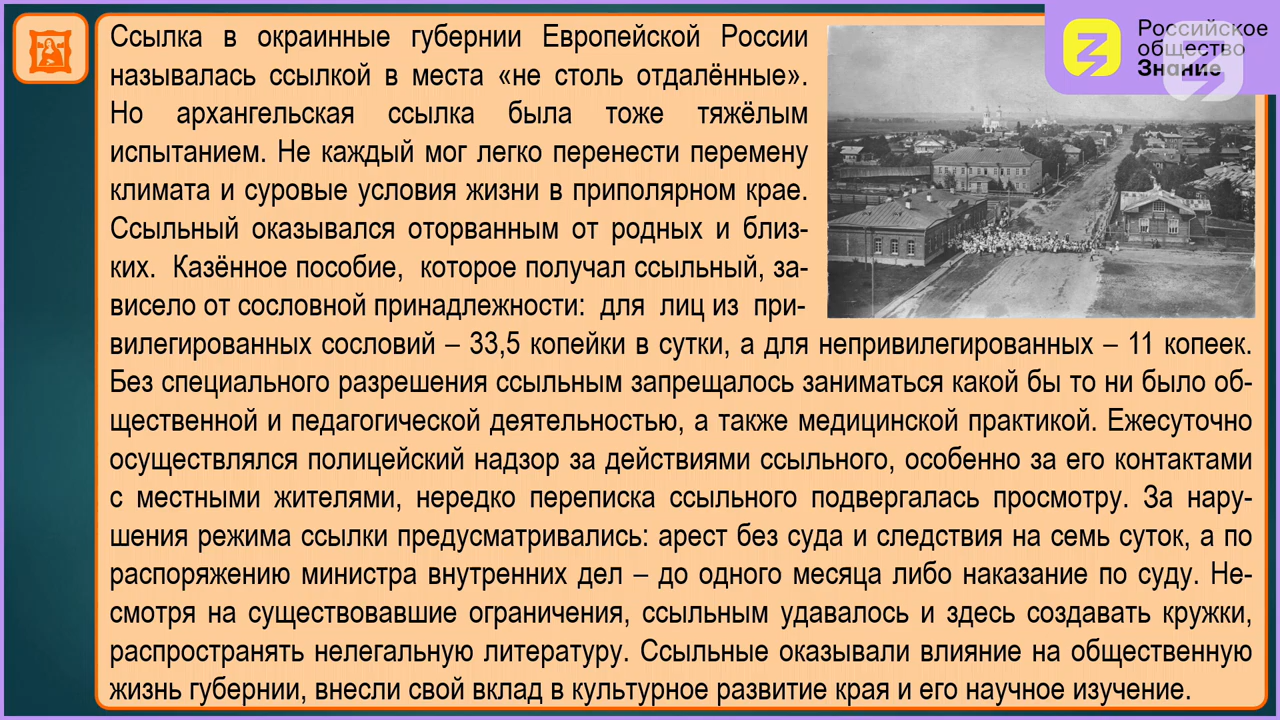 Ссылка в окраинные губернии Европейской России
называлась ссылкой в места «не столь отдалённые».
Но архангельская ссылка была тоже тяжёлым
испытанием. Не каждый мог легко перенести перемену
климата и суровые условия жизни в приполярном крае.
Ссыльный оказывался оторванным от родных и близ-
ких. Казённое пособие, которое получал ссыльный, за-
висело от сословной принадлежности: для лиц из при-
вилегированных сословий – 33,5 копейки в сутки, а для непривилегированных – 11 копеек.
Без специального разрешения ссыльным запрещалось заниматься какой бы то ни было об-
щественной и педагогической деятельностью, а также медицинской практикой. Ежесуточно
осуществлялся полицейский надзор за действиями ссыльного, особенно за его контактами
с местными жителями, нередко переписка ссыльного подвергалась просмотру. За нару-
шения режима ссылки предусматривались: арест без суда и следствия на семь суток, а по
распоряжению министра внутренних дел – до одного месяца либо наказание по суду. Не-
смотря на существовавшие ограничения, ссыльным удавалось и здесь создавать кружки,
распространять нелегальную литературу. Ссыльные оказывали влияние на общественную
жизнь губернии, внесли свой вклад в культурное развитие края и его научное изучение.
Российское
общество
Знание